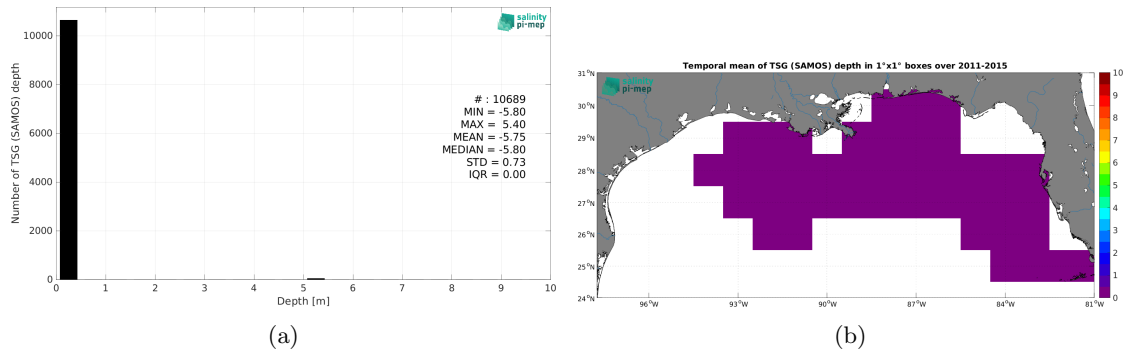 salinity
pi-mep
10000
8000
6000
4000
2000
0
Number of TSG (SAMOS) depth
# : 10689
MIN = -5.80
MAX = 5.40
MEAN = -5.75
MEDIAN = -5.80
STD = 0.73
IQR = 0.00
0 1 2 3 4 5 6 7 8 9 10
Depth [m]
(a)
Temporal mean of TSG (SAMOS) depth in 1°x1° boxes over 2011-2015
salinity
pi-mep
31°N
30°N
29°N
28°N
27°N
26°N
25°N
24°N
96°W 93°W 90°W 87°W 84°W 81°W
10
9
8
7
6
5
4
3
2
1
0
(b)